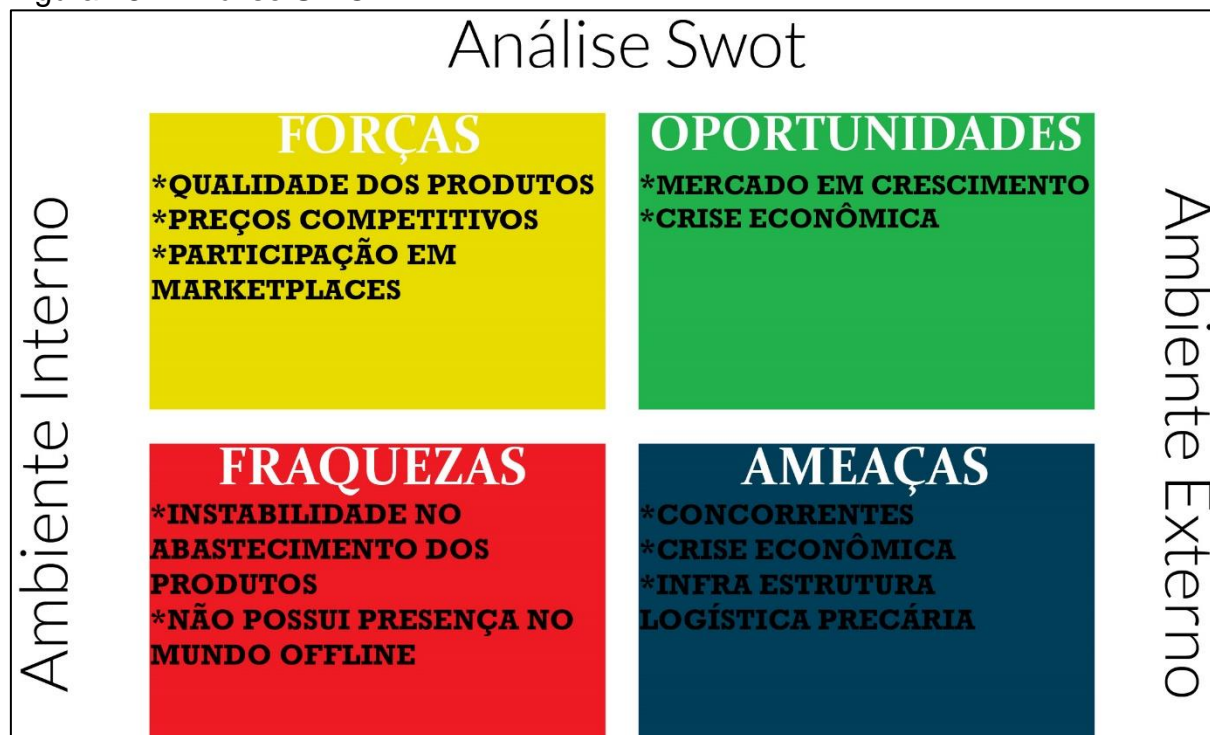 Análise Swot
Ambiente Interno
FORÇAS
*QUALIDADE DOS PRODUTOS
*PREÇOS COMPETITIVOS
*PARTICIPAÇÃO EM
MARKETPLACES
OPORTUNIDADES
*MERCADO EM CRESCIMENTO
*CRISE ECONÔMICA
FRAQUEZAS
*INSTABILIDADE NO
ABASTECIMENTO DOS
PRODUTOS
*NÃO POSSUI PRESENÇA NO
MUNDO OFFLINE
AMEAÇAS
*CONCORRENTES
*CRISE ECONÔMICA
*INFRA ESTRUTURA
LOGÍSTICA PRECÁRIA
Ambiente Externo